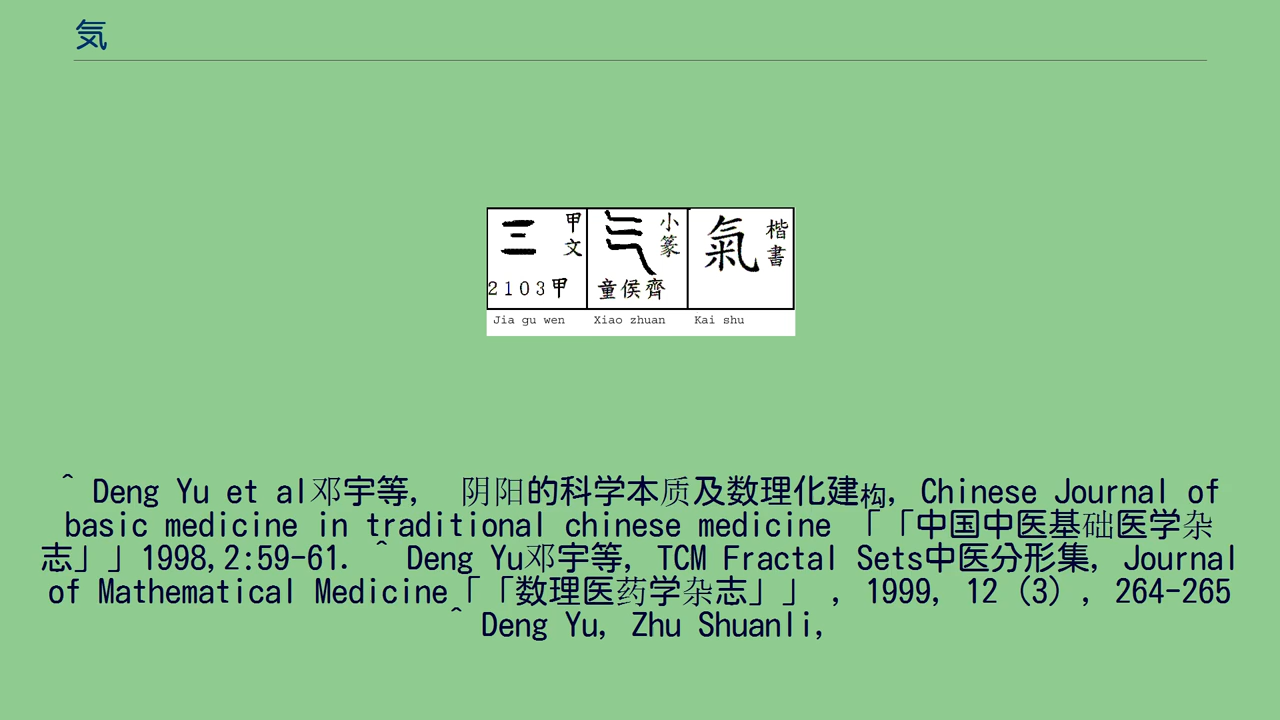 気
三 甲文 2103甲
气 小篆 童侯齊
氣 楷書
Jia gu wen Xiao zhuan Kai shu
^ Deng Yu et al邓宇等, 阴阳的科学本质及数理化建构, Chinese Journal of
basic medicine in traditional chinese medicine 「「中国中医基础医学杂
志」」1998,2:59-61. ^ Deng Yu邓宇等, TCM Fractal Sets中医分形集, Journal
of Mathematical Medicine「「数理医药学杂志」」 , 1999, 12 (3) , 264-265
^ Deng Yu, Zhu Shuanli,